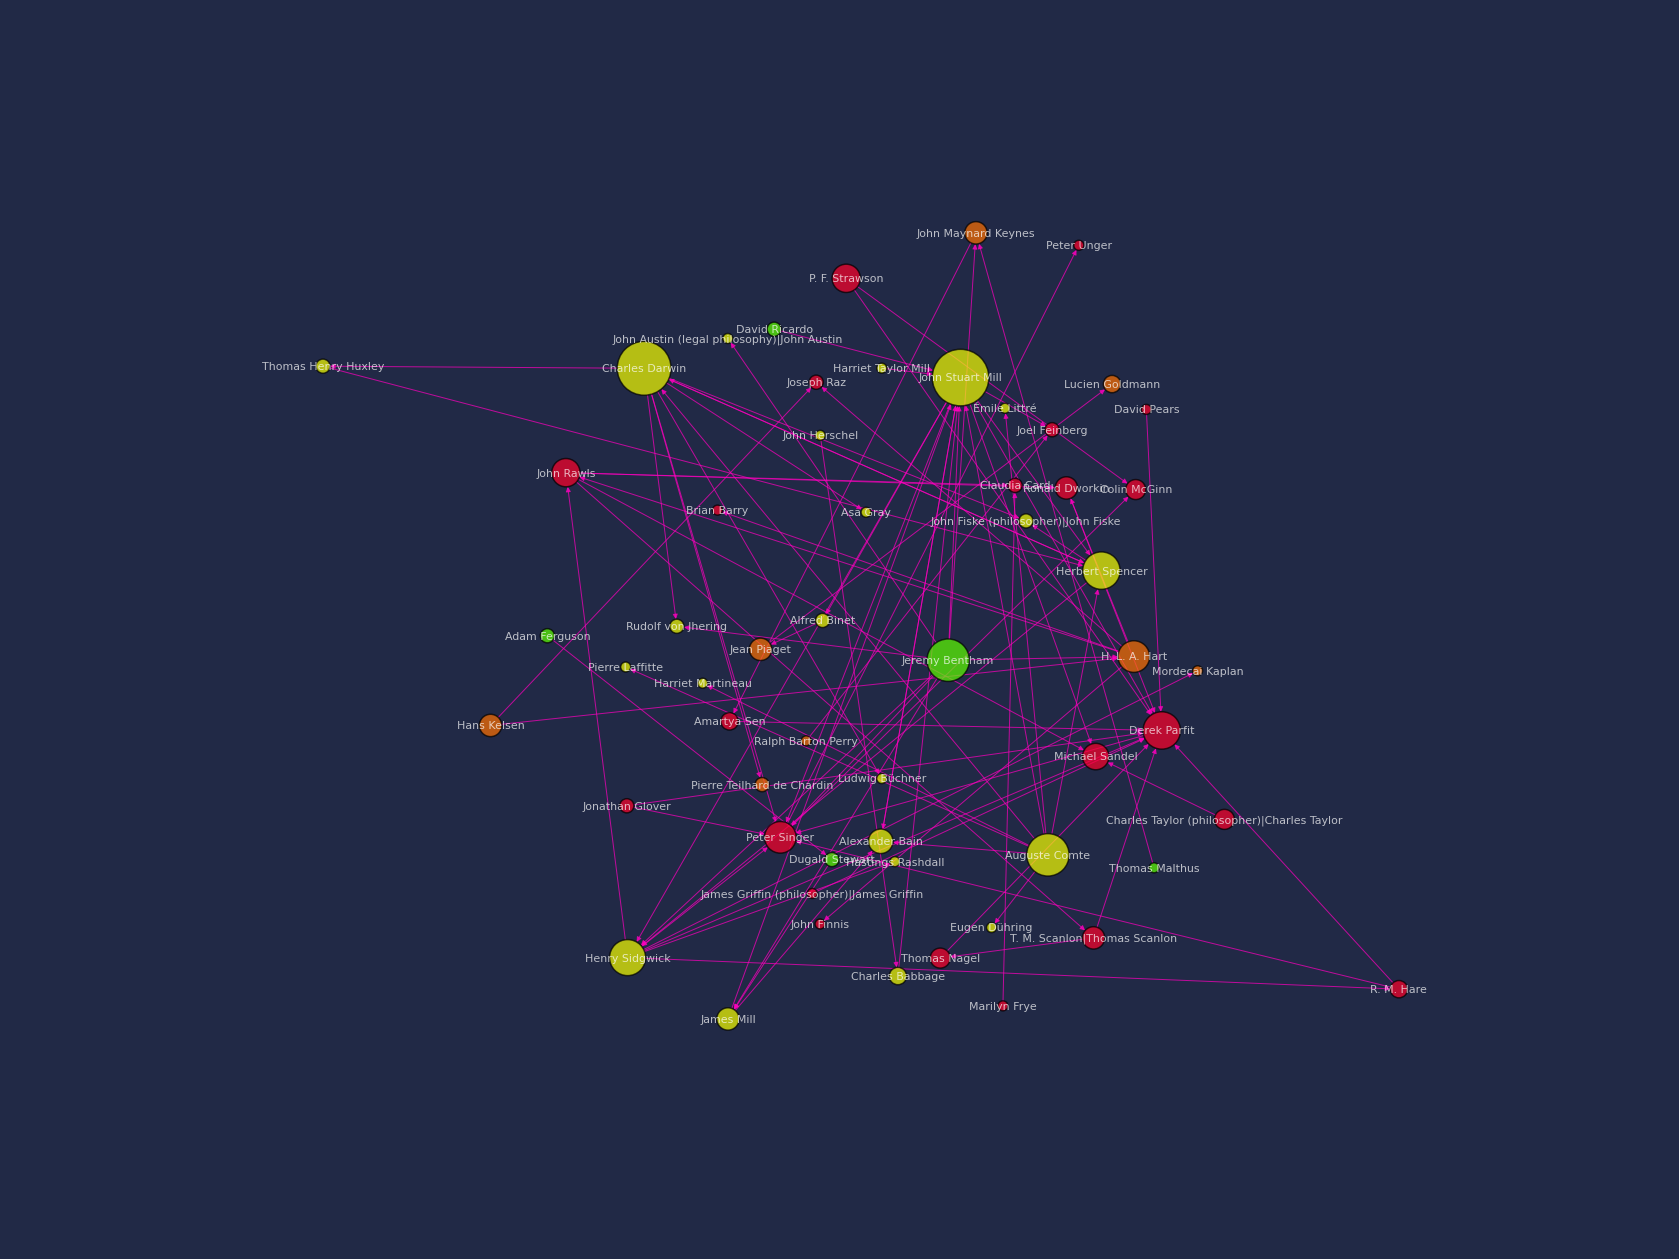 John Maynard Keynes
Peter Unger
P. F. Strawson
David Ricardo
John Austin (legal philosophy)|John Austin
Thomas Henry Huxley
Charles Darwin
Harriet Taylor Mill
John Stuart Mill
Joseph Raz
Lucien Goldmann
Émile Littré
David Pears
Joel Feinberg
John Herschel
John Rawls
Claudia Card
Ronald Dworkin
Colin McGinn
Brian Barry
Asa Gray
John Fiske (philosopher)|John Fiske
Herbert Spencer
Alfred Binet
Rudolf von Jhering
Adam Ferguson
Jean Piaget
Jeremy Bentham
H. L. A. Hart
Pierre Laffitte
Mordecai Kaplan
Harriet Martineau
Hans Kelsen
Amartya Sen
Derek Parfit
Ralph Barton Perry
Michael Sandel
Ludwig Büchner
Pierre Teilhard de Chardin
Jonathan Glover
Charles Taylor (philosopher)|Charles Taylor
Peter Singer
Alexander Bain
Auguste Comte
Dugald Stewart
Hastings Rashdall
Thomas Malthus
James Griffin (philosopher)|James Griffin
John Finnis
Eugen Dühring
T. M. Scanlon|Thomas Scanlon
Henry Sidgwick
Thomas Nagel
Charles Babbage
R. M. Hare
Marilyn Frye
James Mill